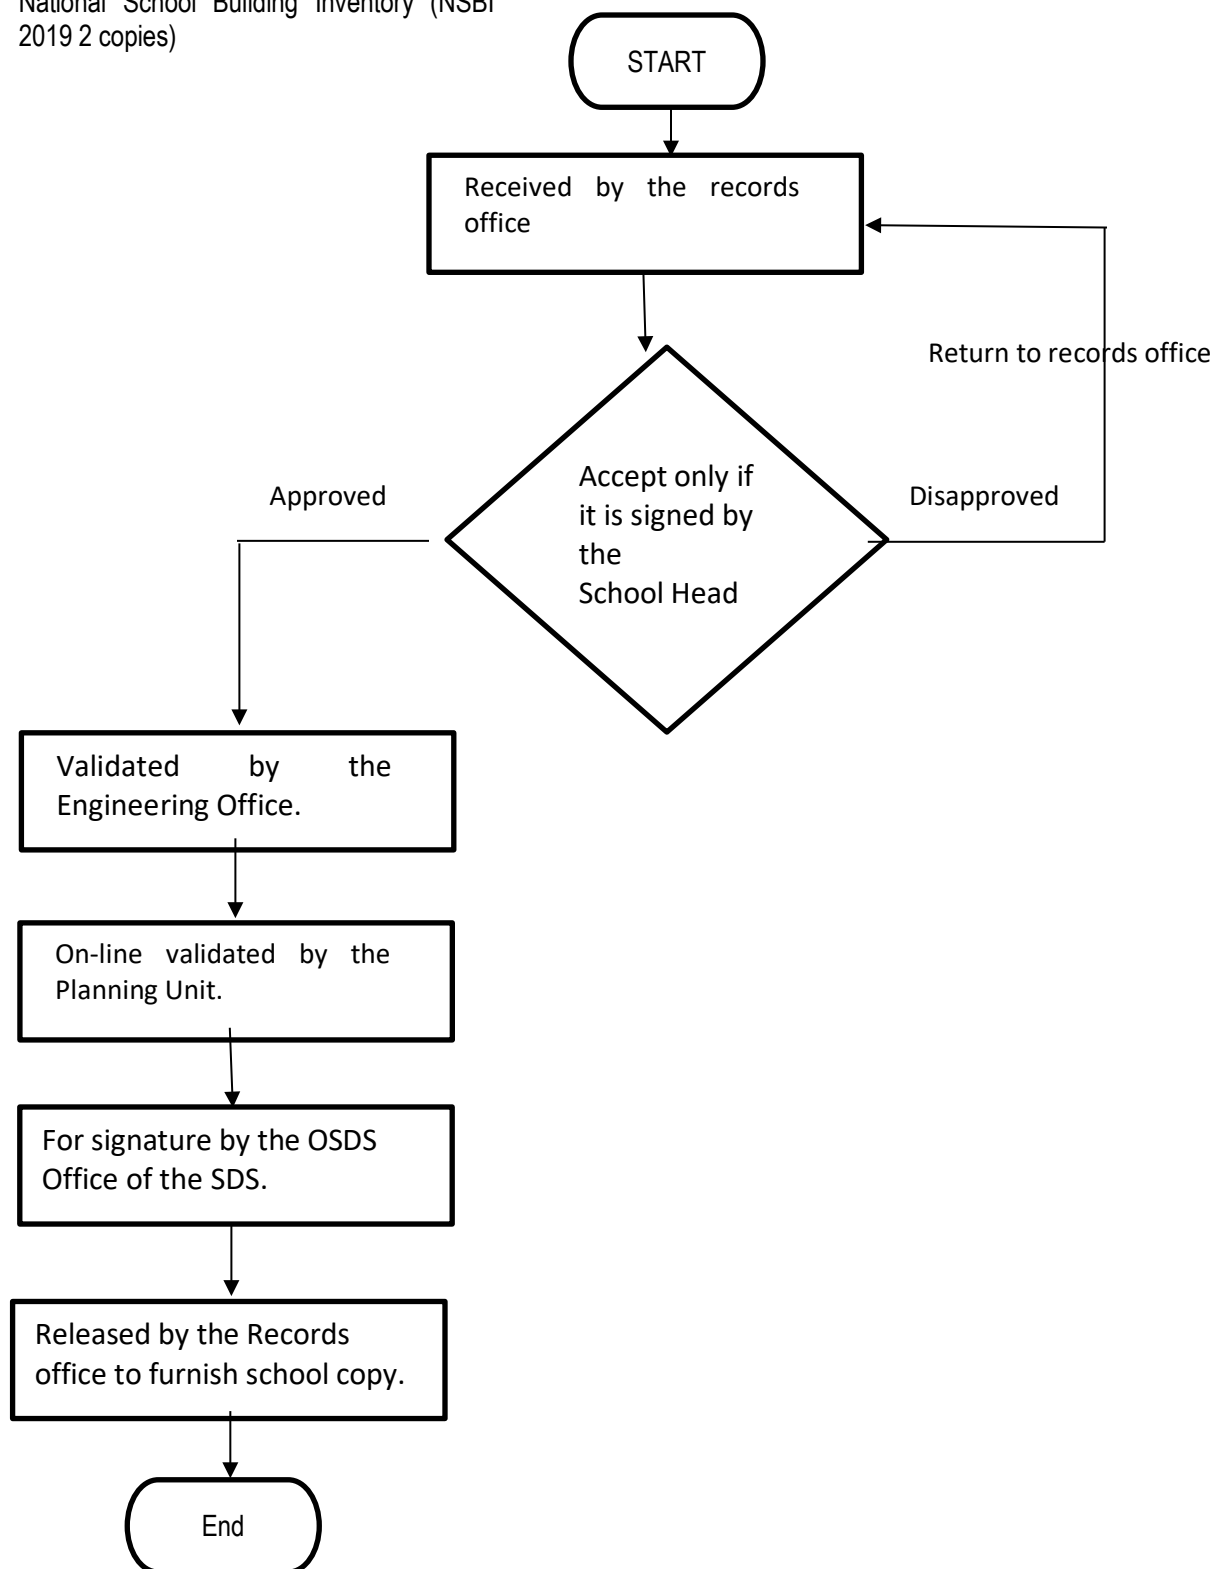 National School Building Inventory (NSBI
2019 2 copies)
START
Received by the records
office
Return to records office
Accept only if
it is signed by
the
School Head
Approved
Disapproved
Validated by the
Engineering Office.
On-line validated by the
Planning Unit.
For signature by the OSDS
Office of the SDS.
Released by the Records
office to furnish school copy.
End